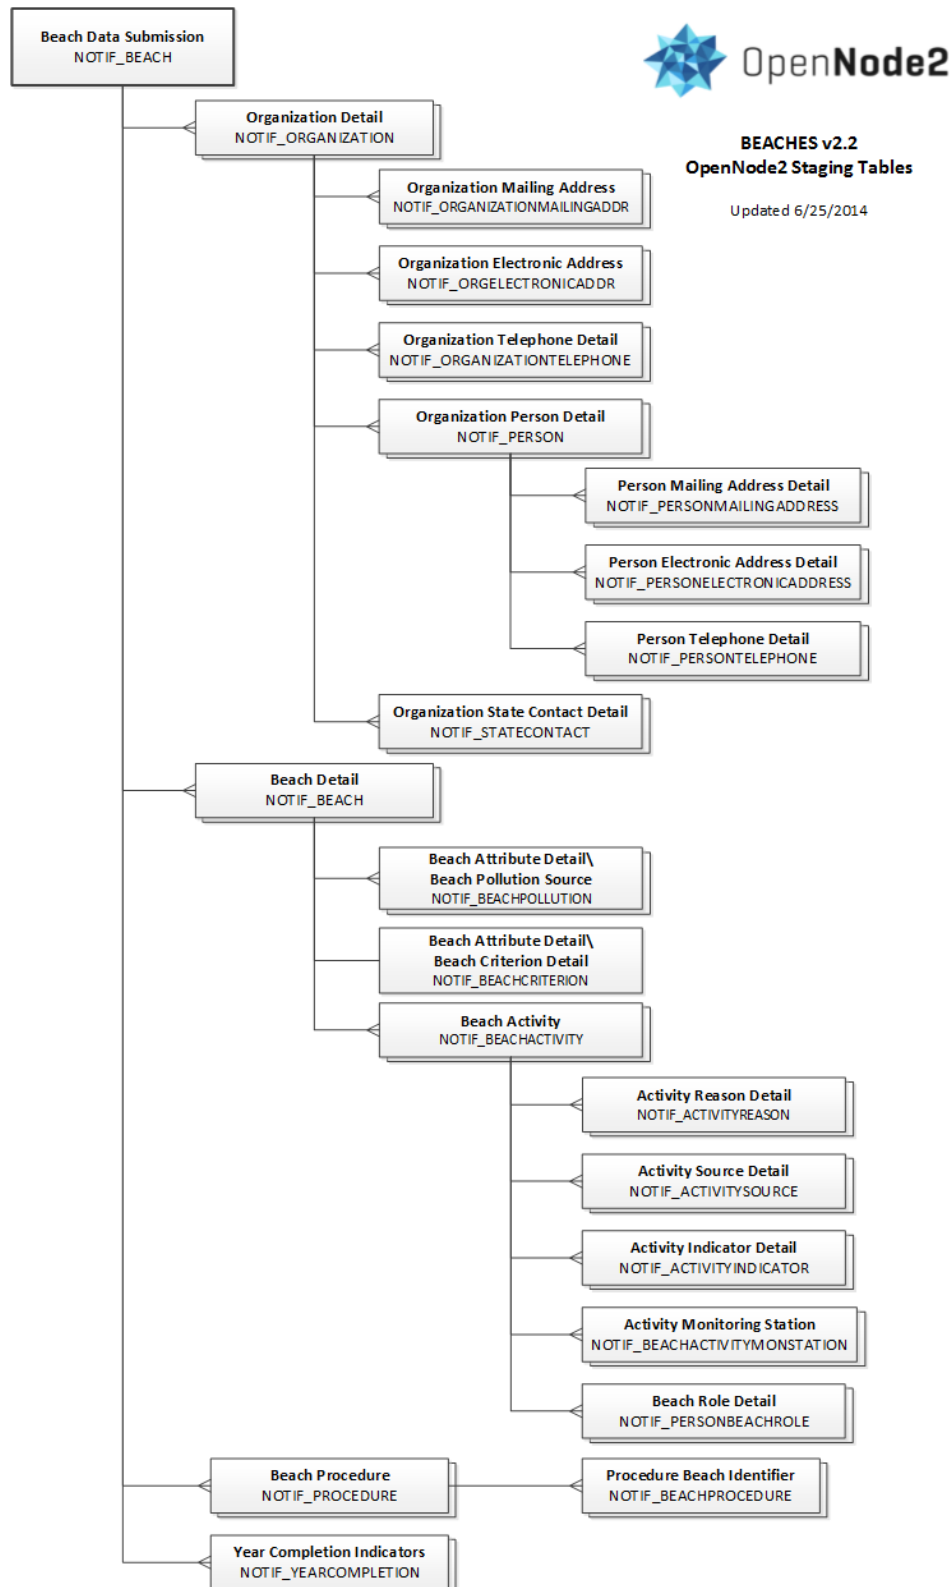 Beach Data Submission
NOTIF_BEACH
OpenNode2
BEACHES v2.2
OpenNode2 Staging Tables
Updated 6/25/2014
Organization Detail
NOTIF_ORGANIZATION
Organization Mailing Address
NOTIF_ORGANIZATIONMAILINGADDR
Organization Electronic Address
NOTIF_ORGELECTRONICADDR
Organization Telephone Detail
NOTIF_ORGANIZATIONTELEPHONE
Organization Person Detail
NOTIF_PERSON
Person Mailing Address Detail
NOTIF_PERSONMAILINGADDRESS
Person Electronic Address Detail
NOTIF_PERSONELECTRONICADDRESS
Person Telephone Detail
NOTIF_PERSONTELEPHONE
Organization State Contact Detail
NOTIF_STATECONTACT
Beach Detail
NOTIF_BEACH
Beach Attribute Detail\
Beach Pollution Source
NOTIF_BEACHPOLLUTION
Beach Attribute Detail\
Beach Criterion Detail
NOTIF_BEACHCRITERION
Beach Activity
NOTIF_BEACHACTIVITY
Activity Reason Detail
NOTIF_ACTIVITYREASON
Activity Source Detail
NOTIF_ACTIVITYSOURCE
Activity Indicator Detail
NOTIF_ACTIVITYINDICATOR
Activity Monitoring Station
NOTIF_BEACHACTIVITYMONSTATION
Beach Role Detail
NOTIF_PERSONBEACHROLE
Beach Procedure
NOTIF_PROCEDURE
Procedure Beach Identifier
NOTIF_BEACHPROCEDURE
Year Completion Indicators
NOTIF_YEARCOMPLETION